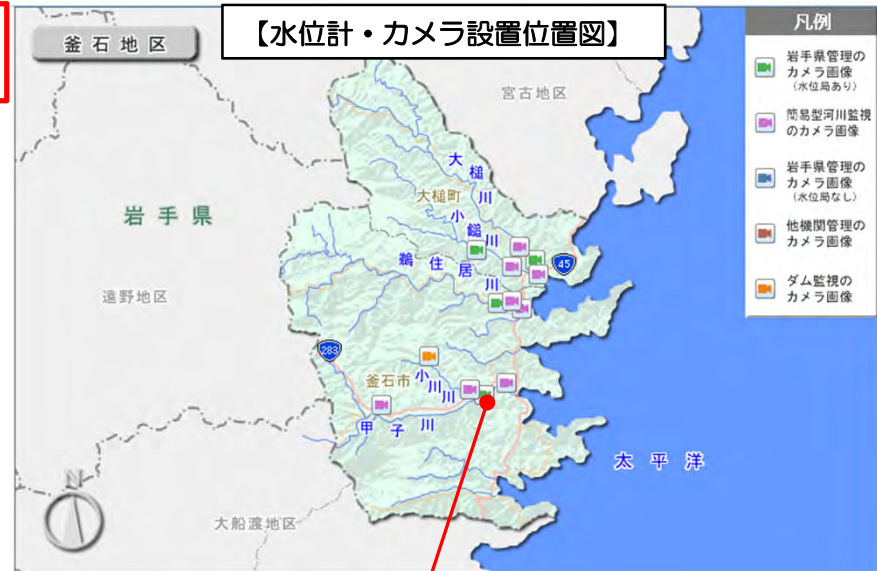 【水位計・カメラ設置位置図】
釜石地区
凡例
岩手県管理の
カメラ画像
(水位局あり)
簡易型河川監視
のカメラ画像
岩手県管理の
カメラ画像
(水位局なし)
他機関管理の
カメラ画像
ダム監視の
カメラ画像
宮古地区
大槌川
大槌町
小鎚川
岩手県
鵜住居川
45
遠野地区
283
釜石市
小川川
甲子川
太平洋
N
大船渡地区